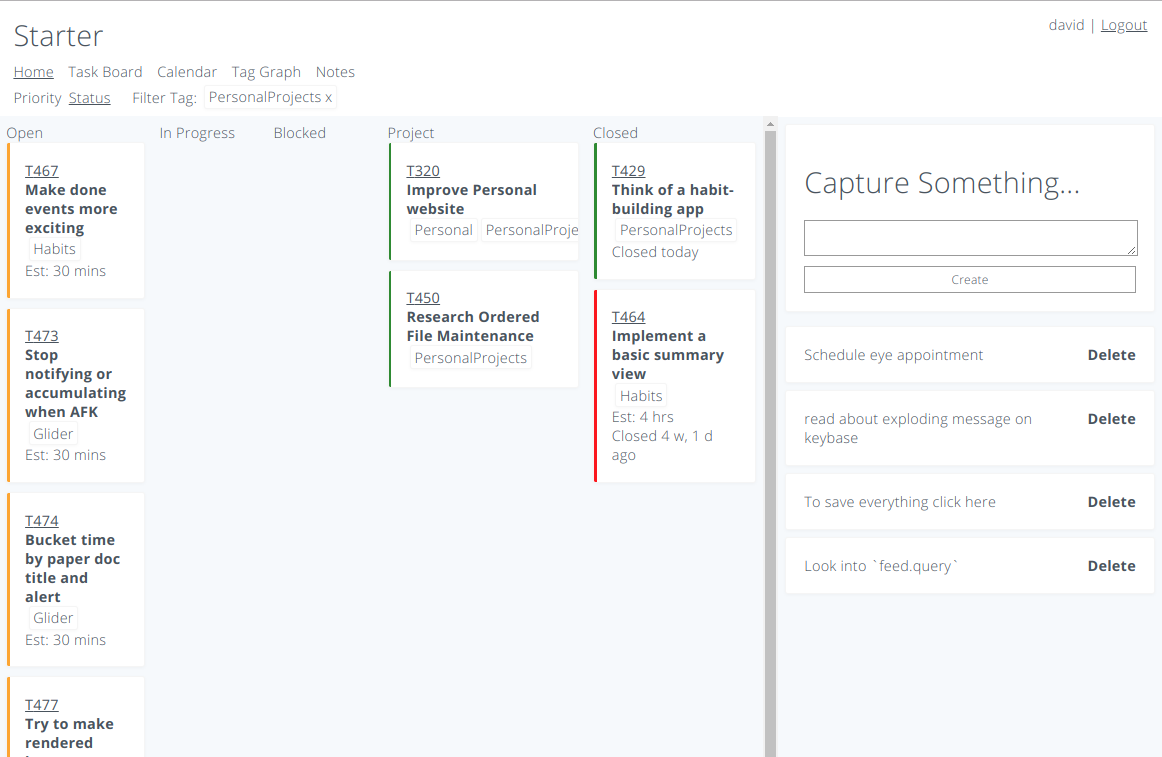 Starter
david | Logout
Home Task Board Calendar Tag Graph Notes
Priority Status Filter Tag: PersonalProjects x
Open
T467
Make done
events more
exciting
Habits
Est: 30 mins
T473
Stop
notifying or
accumulating
when AFK
Glider
Est: 30 mins
T474
Bucket time
by paper doc
title and
alert
Glider
Est: 30 mins
T477
Try to make
rendered
In Progress
Blocked
Project
T320
Improve Personal
website
Personal PersonalProje
T450
Research Ordered
File Maintenance
PersonalProjects
Closed
T429
Think of a habit-
building app
PersonalProjects
Closed today
T464
Implement a
basic summary
view
Habits
Est: 4 hrs
Closed 4 w, 1 d
ago
Capture Something...
Create
Schedule eye appointment Delete
read about exploding message on Delete
keybase
To save everything click here Delete
Look into `feed.query` Delete